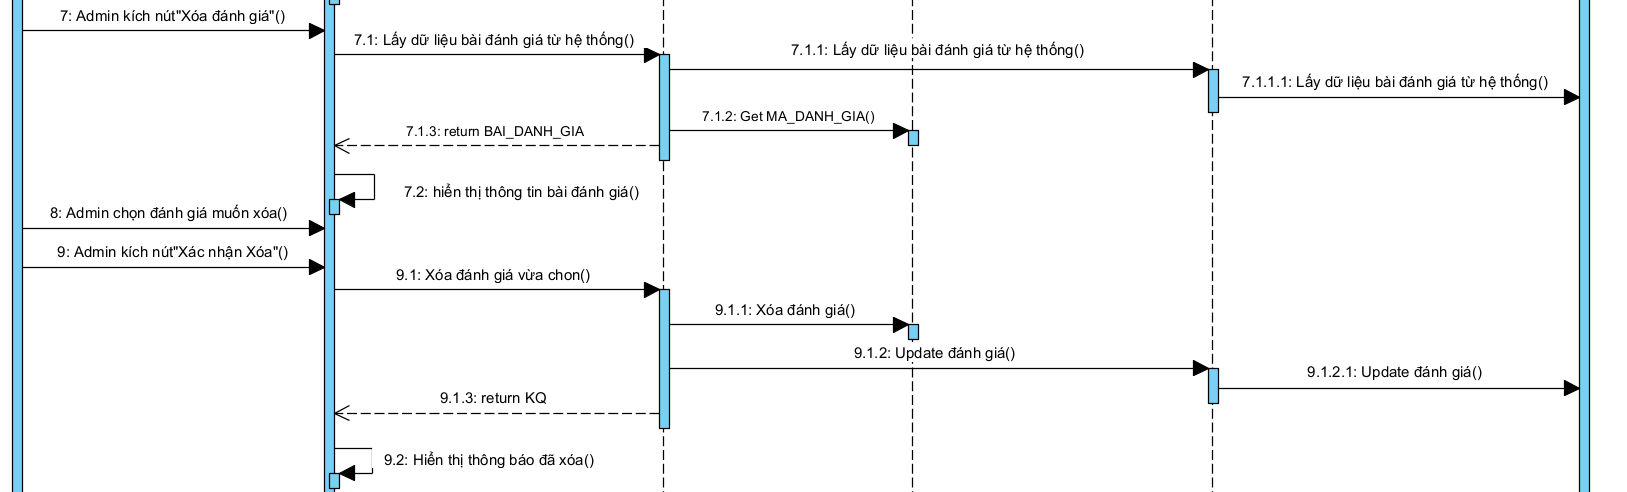 7: Admin kích nút"Xóa đánh giá"()
7.1: Lấy dữ liệu bài đánh giá từ hệ thống()
7.1.1: Lấy dữ liệu bài đánh giá từ hệ thống()
7.1.1.1: Lấy dữ liệu bài đánh giá từ hệ thống()
7.1.2: Get MA_DANH_GIA()
7.1.3: return BAI_DANH_GIA
7.2: hiển thị thông tin bài đánh giá()
8: Admin chọn đánh giá muốn xóa()
9: Admin kích nút"Xác nhận Xóa"()
9.1: Xóa đánh giá vừa chon()
9.1.1: Xóa đánh giá()
9.1.2: Update đánh giá()
9.1.2.1: Update đánh giá()
9.1.3: return KQ
9.2: Hiển thị thông báo đã xóa()